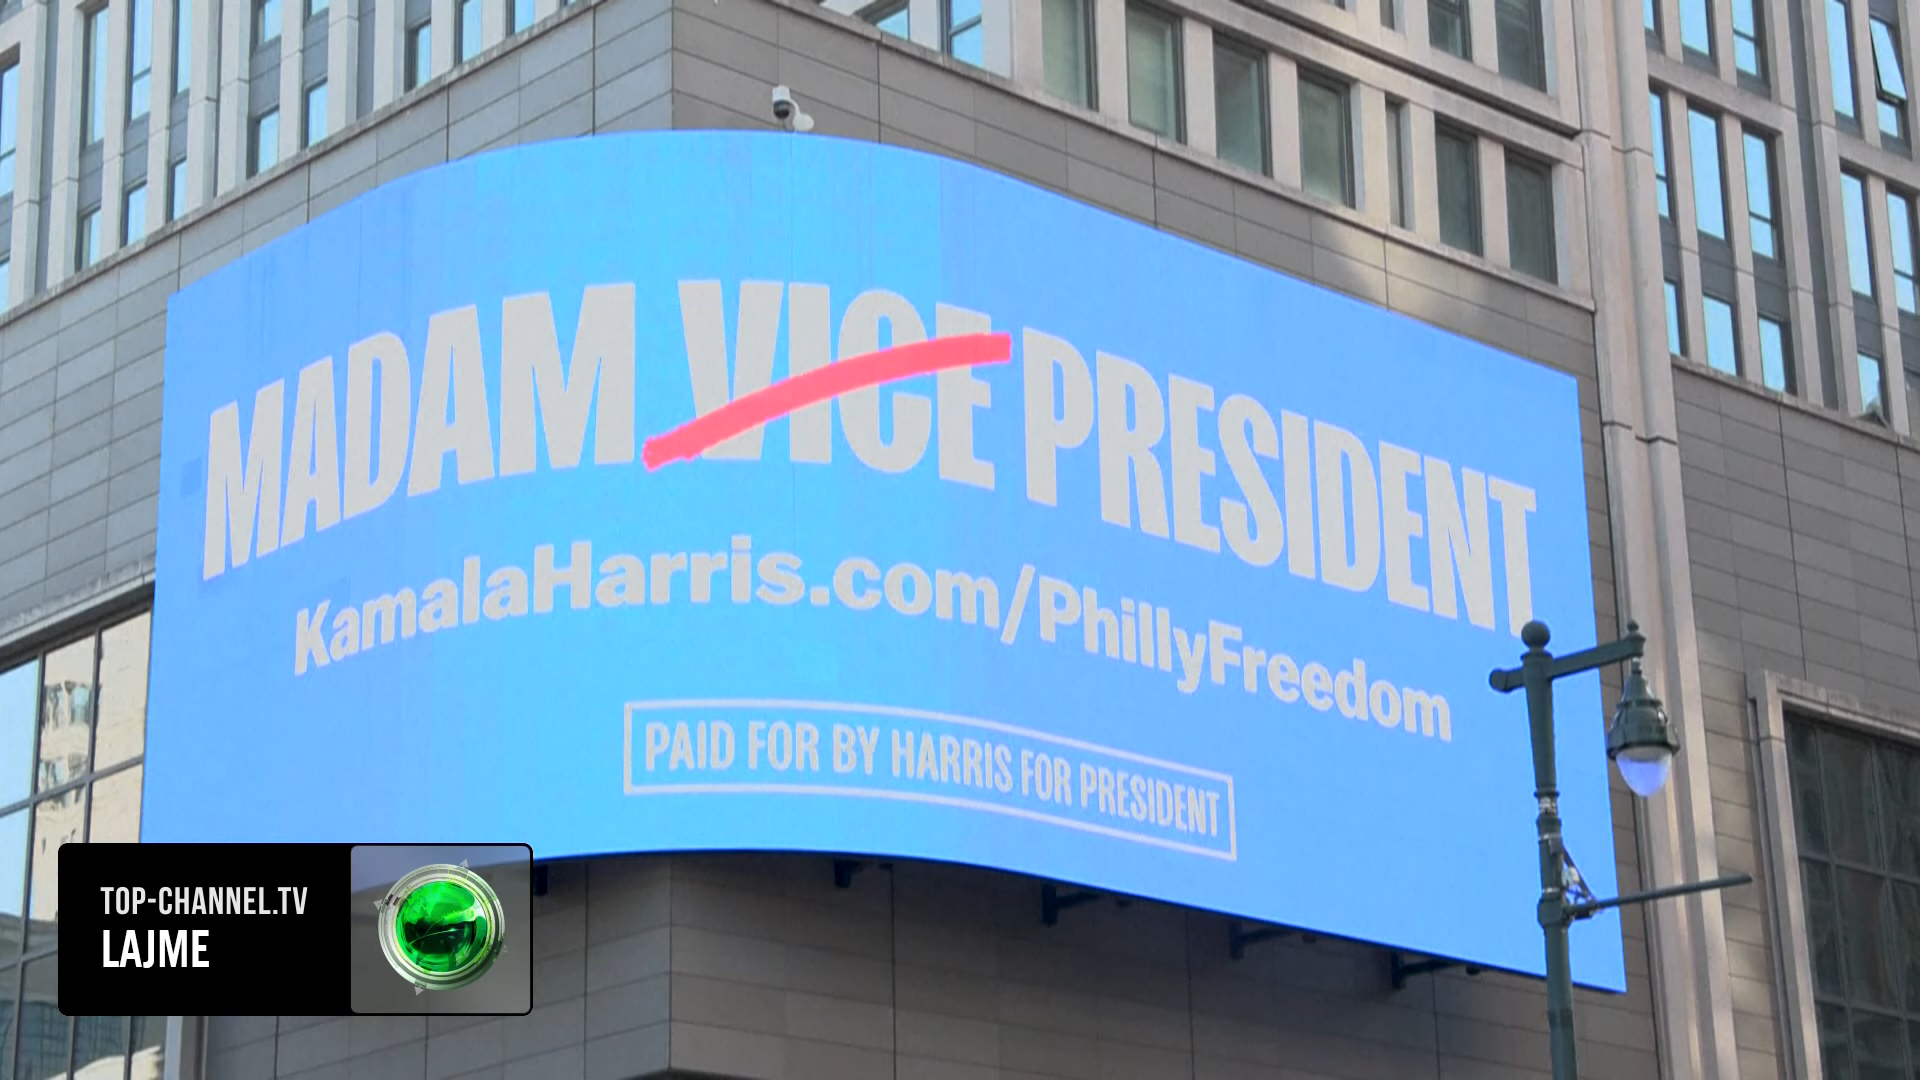 MADAM VICE PRESIDENT
KamalaHarris.com/PhillyFreedom
PAID FOR BY HARRIS FOR PRESIDENT
TOP-CHANNEL.TV
LAJME